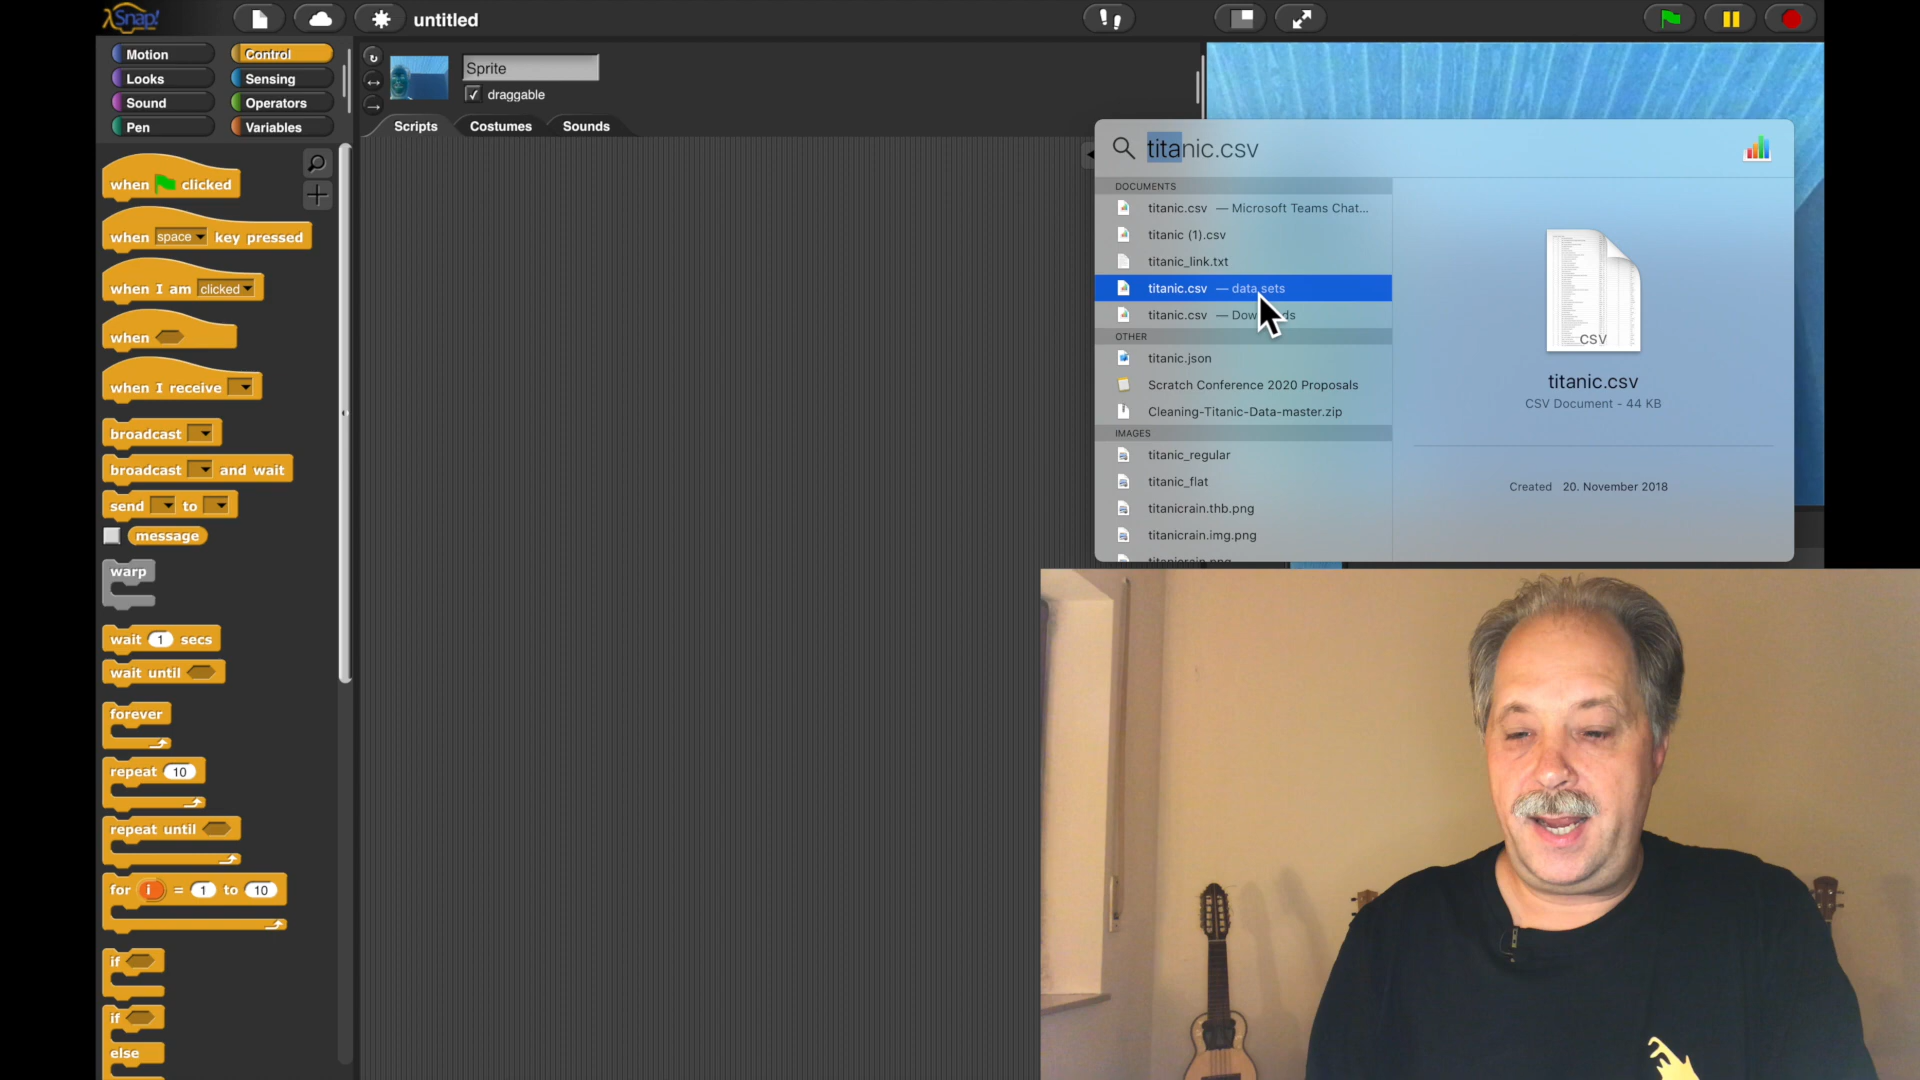 Snap!
untitled
Motion
Control
Looks
Sensing
Sound
Operators
Pen
Variables
Sprite
draggable
Scripts
Costumes
Sounds
when clicked
when space key pressed
when I am clicked
when
when I receive
broadcast
broadcast and wait
send to
message
warp
wait 1 secs
wait until
forever
repeat 10
repeat until
for i = 1 to 10
if
if
else
titanic.csv
DOCUMENTS
titanic.csv — Microsoft Teams Chat...
titanic (1).csv
titanic_link.txt
titanic.csv — data sets
titanic.csv
OTHER
titanic.json
Scratch Conference 2020 Proposals
Cleaning-Titanic-Data-master.zip
IMAGES
titanic_regular
titanic_flat
titanicrain.thb.png
titanicrain.img.png
CSV
titanic.csv
CSV Document - 44 KB
Created 20. November 2018